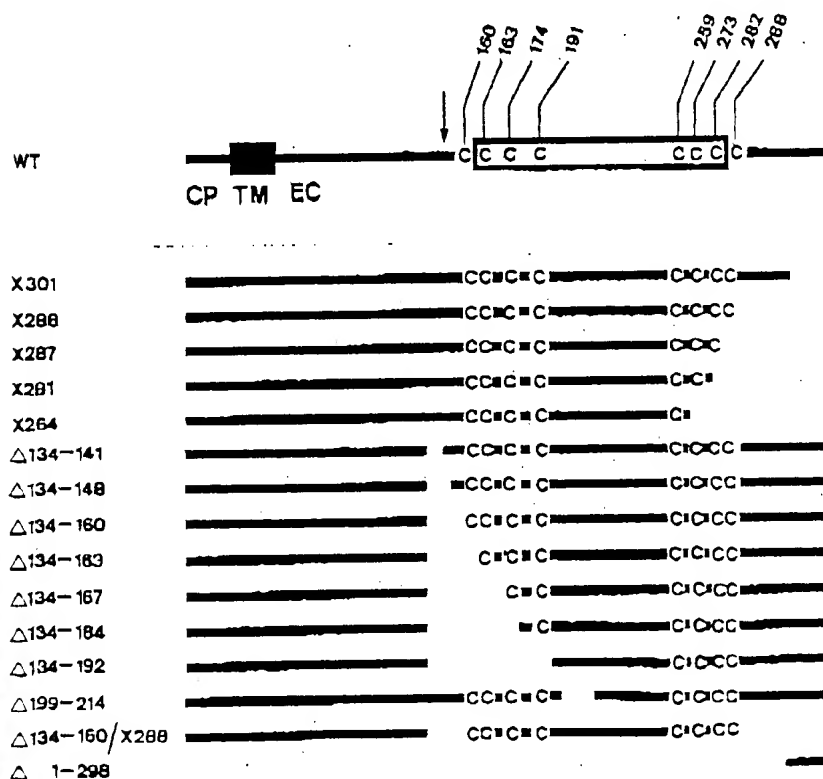 160 163 174 191 259 273 282 288
WT C C C C C C C C
CP TM EC
X301 CC C C C C CC
X288 CC C C C C CC
X287 CC C C C C C
X281 CC C C C C
X264 CC C C C
△134-141 CC C C C C CC
△134-148 CC C C C C CC
△134-160 CC C C C C CC
△134-163 C C C C C CC
△134-167 C C C C CC
△134-184 C C C CC
△134-192 C C CC
△199-214 CC C C C C CC
△134-160/X288 CC C C C C CC
△ 1-298